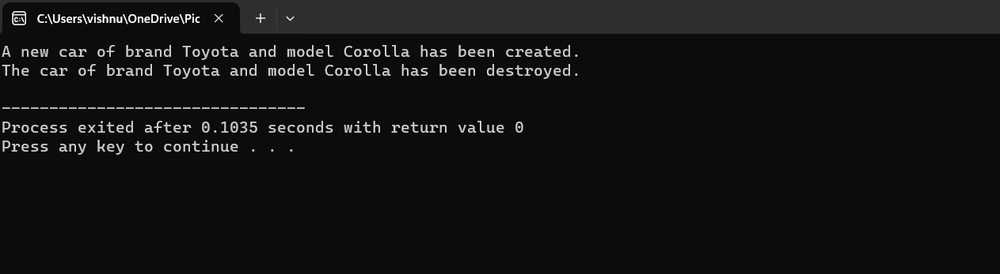 C:\Users\vishnu\OneDrive\Pic
A new car of brand Toyota and model Corolla has been created.
The car of brand Toyota and model Corolla has been destroyed.
--------------------------------
Process exited after 0.1035 seconds with return value 0
Press any key to continue . . .